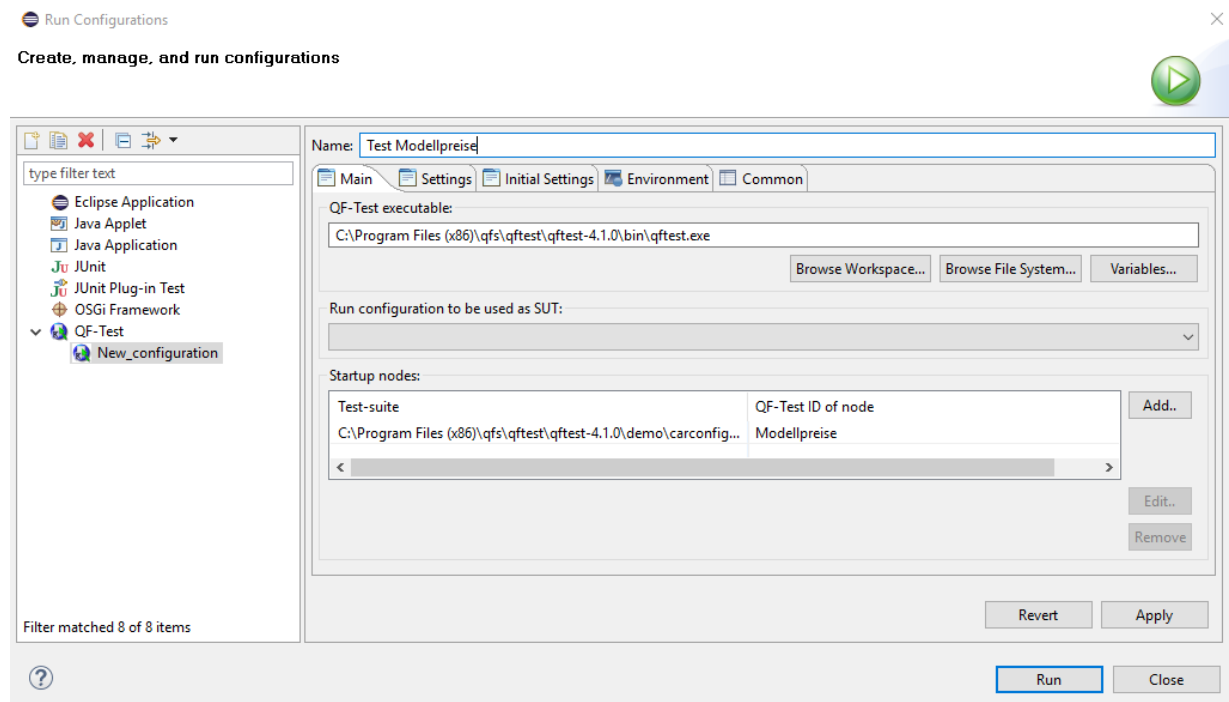 Run Configurations
Create, manage, and run configurations
type filter text
Eclipse Application
Java Applet
Java Application
JUnit
JUnit Plug-in Test
OSGi Framework
QF-Test
New_configuration
Filter matched 8 of 8 items
Name: Test Modellpreise
Main Settings Initial Settings Environment Common
QF-Test executable:
C:\Program Files (x86)\qfs\qftest\qftest-4.1.0\bin\qftest.exe
Browse Workspace... Browse File System... Variables...
Run configuration to be used as SUT:
Startup nodes:
Test-suite QF-Test ID of node Add..
C:\Program Files (x86)\qfs\qftest\qftest-4.1.0\demo\carconfig... Modellpreise
Edit..
Remove
Revert Apply
Run Close